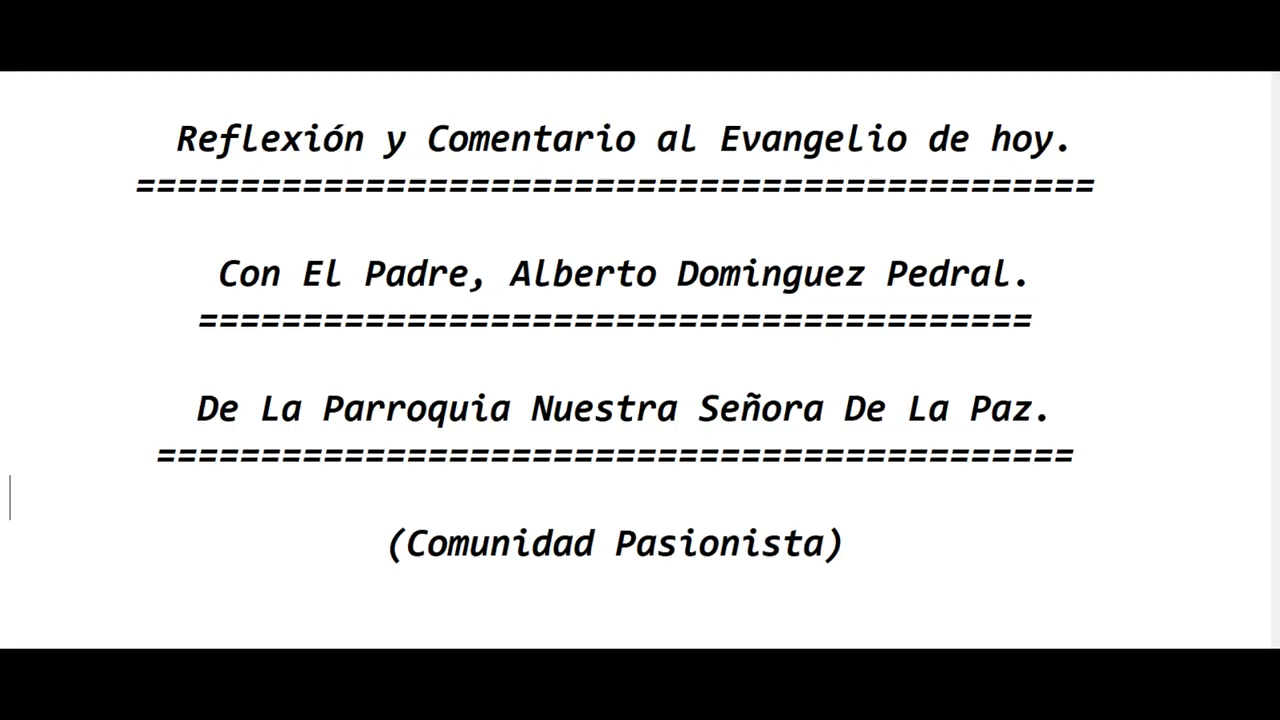 Reflexión y Comentario al Evangelio de hoy.
==============================================
Con El Padre, Alberto Dominguez Pedral.
========================================
De La Parroquia Nuestra Señora De La Paz.
============================================
(Comunidad Pasionista)